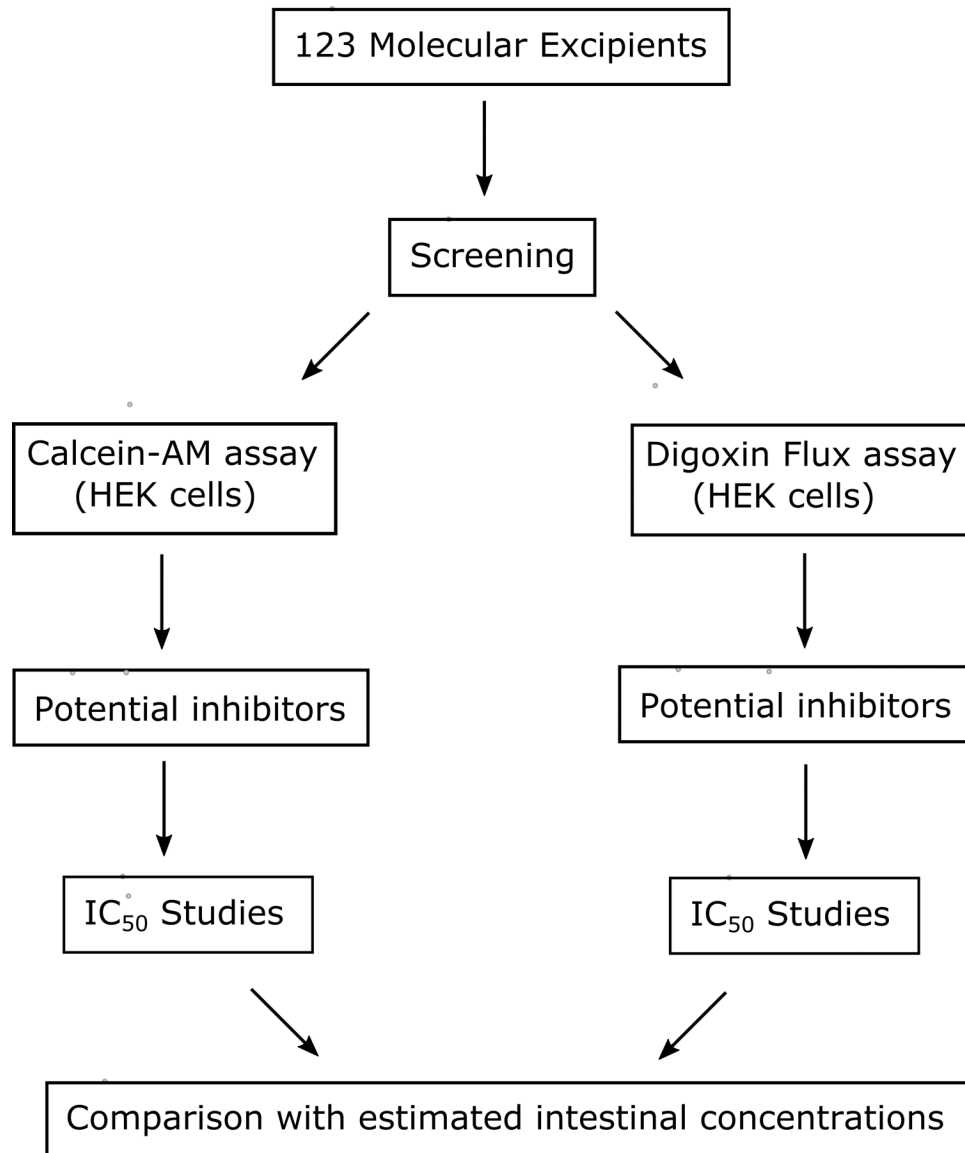 123 Molecular Excipients
Screening
Calcein-AM assay
(HEK cells)
Digoxin Flux assay
(HEK cells)
Potential inhibitors
Potential inhibitors
IC₅₀ Studies
IC₅₀ Studies
Comparison with estimated intestinal concentrations